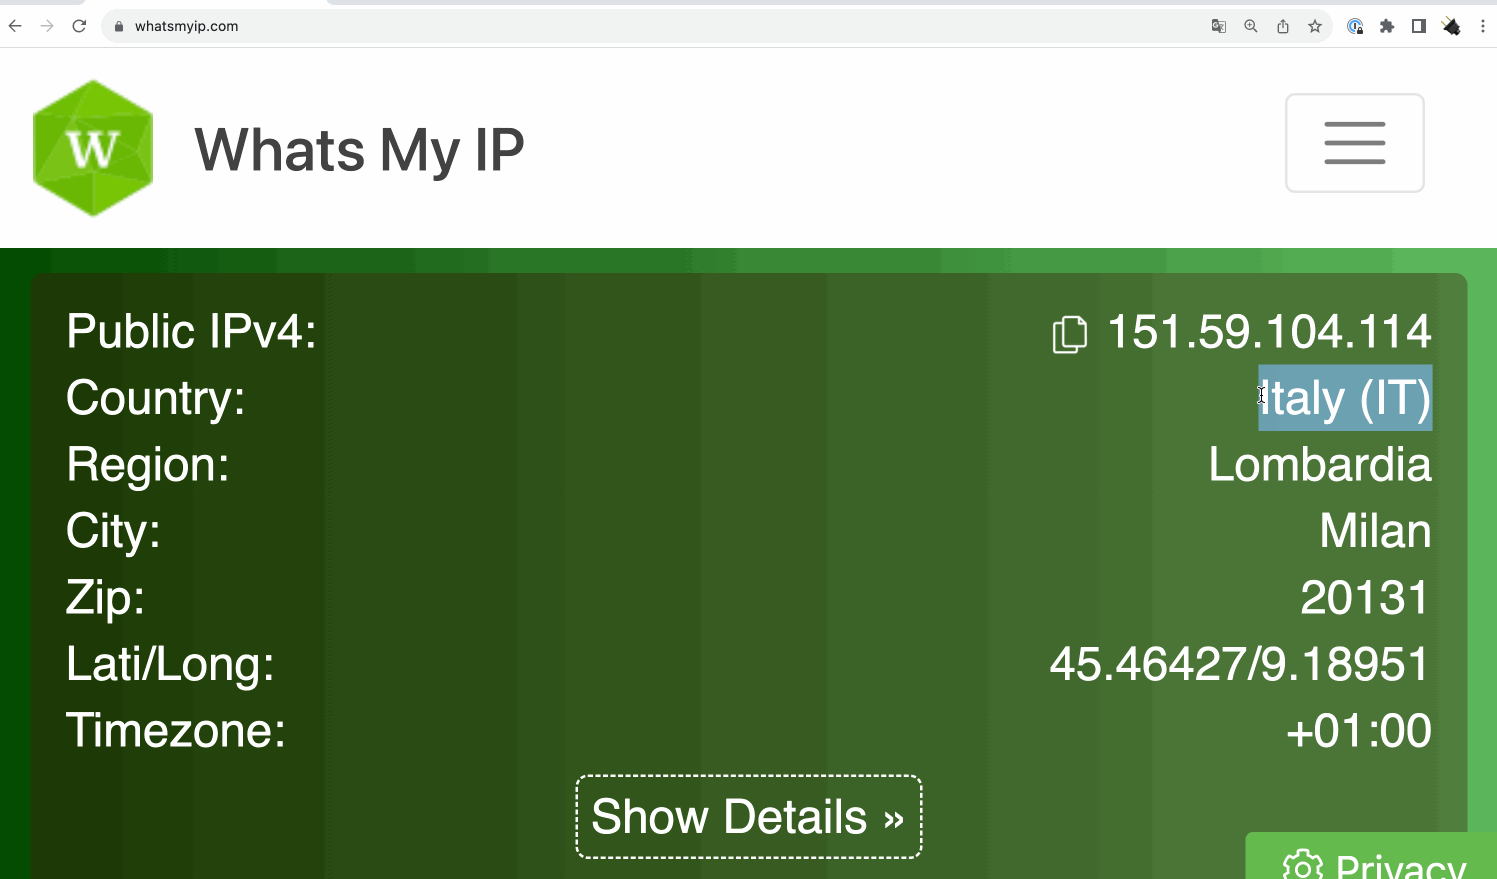 whatsmyip.com
W
Whats My IP
Public IPv4: 151.59.104.114
Country: Italy (IT)
Region: Lombardia
City: Milan
Zip: 20131
Lati/Long: 45.46427/9.18951
Timezone: +01:00
Show Details »
Privacy